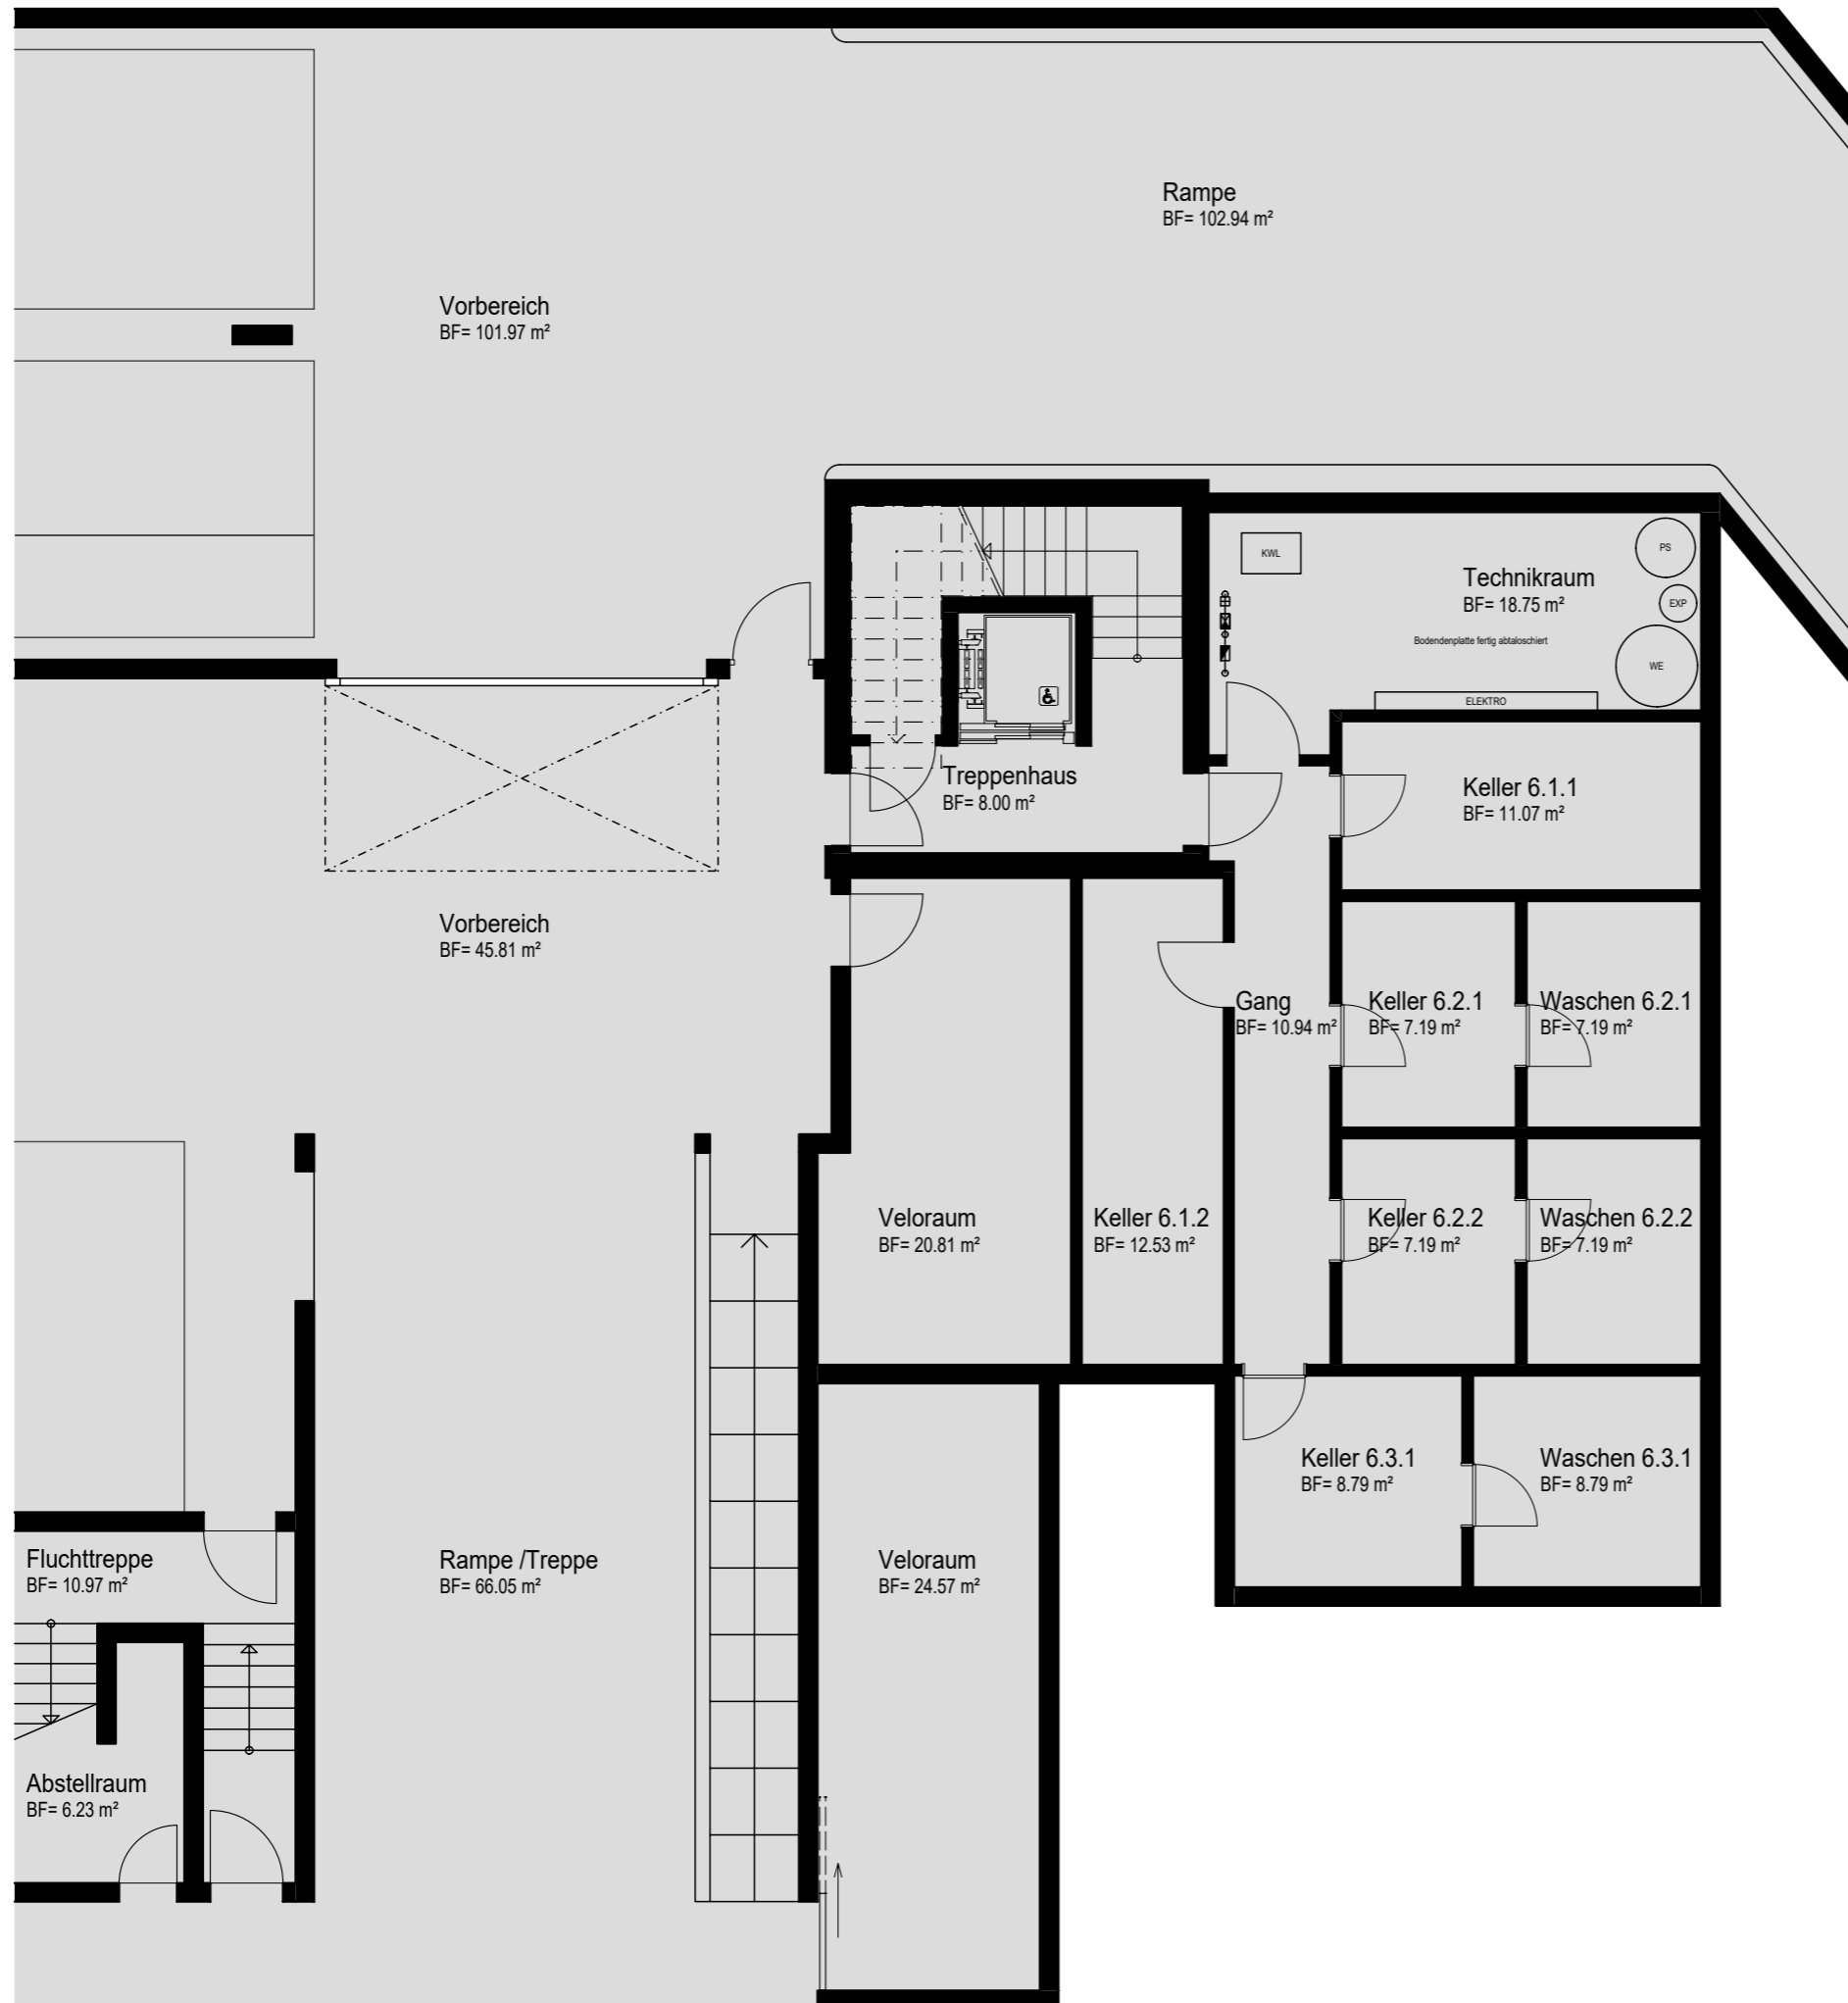 Rampe
BF= 102.94 m²
Vorbereich
BF= 101.97 m²
KWL
PS
Technikraum
BF= 18.75 m²
EXP
Bodendenplatte fertig abtaloschiert
WE
ELEKTRO
Treppenhaus
BF= 8.00 m²
Keller 6.1.1
BF= 11.07 m²
Vorbereich
BF= 45.81 m²
Gang
BF= 10.94 m²
Keller 6.2.1
BF= 7.19 m²
Waschen 6.2.1
BF= 7.19 m²
Veloraum
BF= 20.81 m²
Keller 6.1.2
BF= 12.53 m²
Keller 6.2.2
BF= 7.19 m²
Waschen 6.2.2
BF= 7.19 m²
Keller 6.3.1
BF= 8.79 m²
Waschen 6.3.1
BF= 8.79 m²
Fluchttreppe
BF= 10.97 m²
Rampe /Treppe
BF= 66.05 m²
Veloraum
BF= 24.57 m²
Abstellraum
BF= 6.23 m²